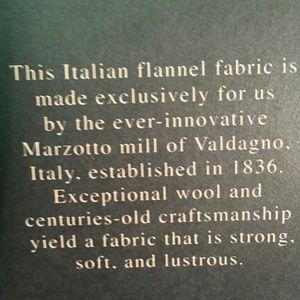 This Italian flannel fabric is
made exclusively for us
by the ever-innovative
Marzotto mill of Valdagno,
Italy, established in 1836.
Exceptional wool and
centuries-old craftsmanship
yield a fabric that is strong,
soft, and lustrous.